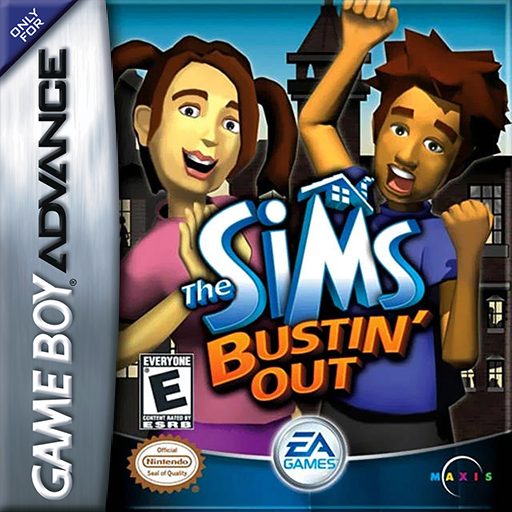 ONLY
FOR
GAME BOY ADVANCE
The SiMS
BUSTIN'
OUT
EVERYONE
E
CONTENT RATED BY
ESRB
Official
Nintendo
Seal of Quality
EA
GAMES
MAXIS